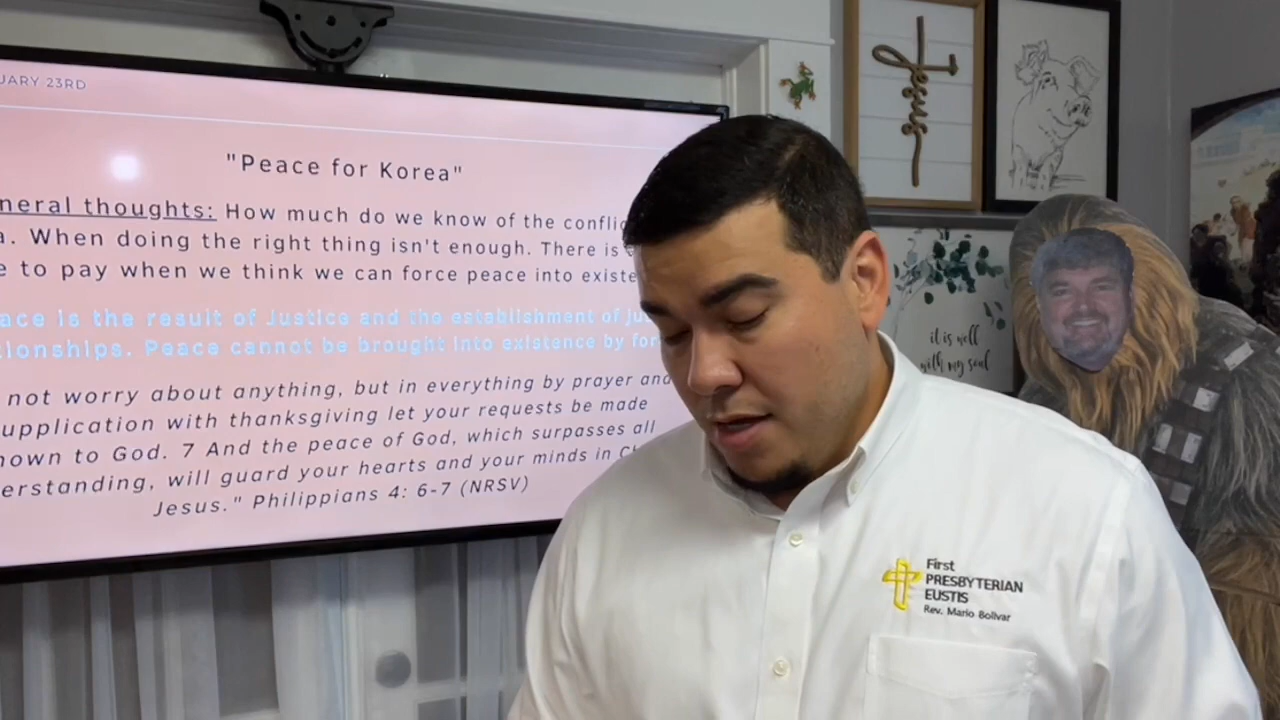 UARY 23RD
"Peace for Korea"
neral thoughts: How much do we know of the conflic
a. When doing the right thing isn't enough. There is
e to pay when we think we can force peace into existe
ace is the result of Justice and the establishment of ju
tionships. Peace cannot be brought into existence by for
not worry about anything, but in everything by prayer and
upplication with thanksgiving let your requests be made
nown to God. 7 And the peace of God, which surpasses all
erstanding, will guard your hearts and your minds in Ch
Jesus." Philippians 4: 6-7 (NRSV)
Jesus
it is well
with my soul
First
PRESBYTERIAN
EUSTIS
Rev. Mario Bolivar